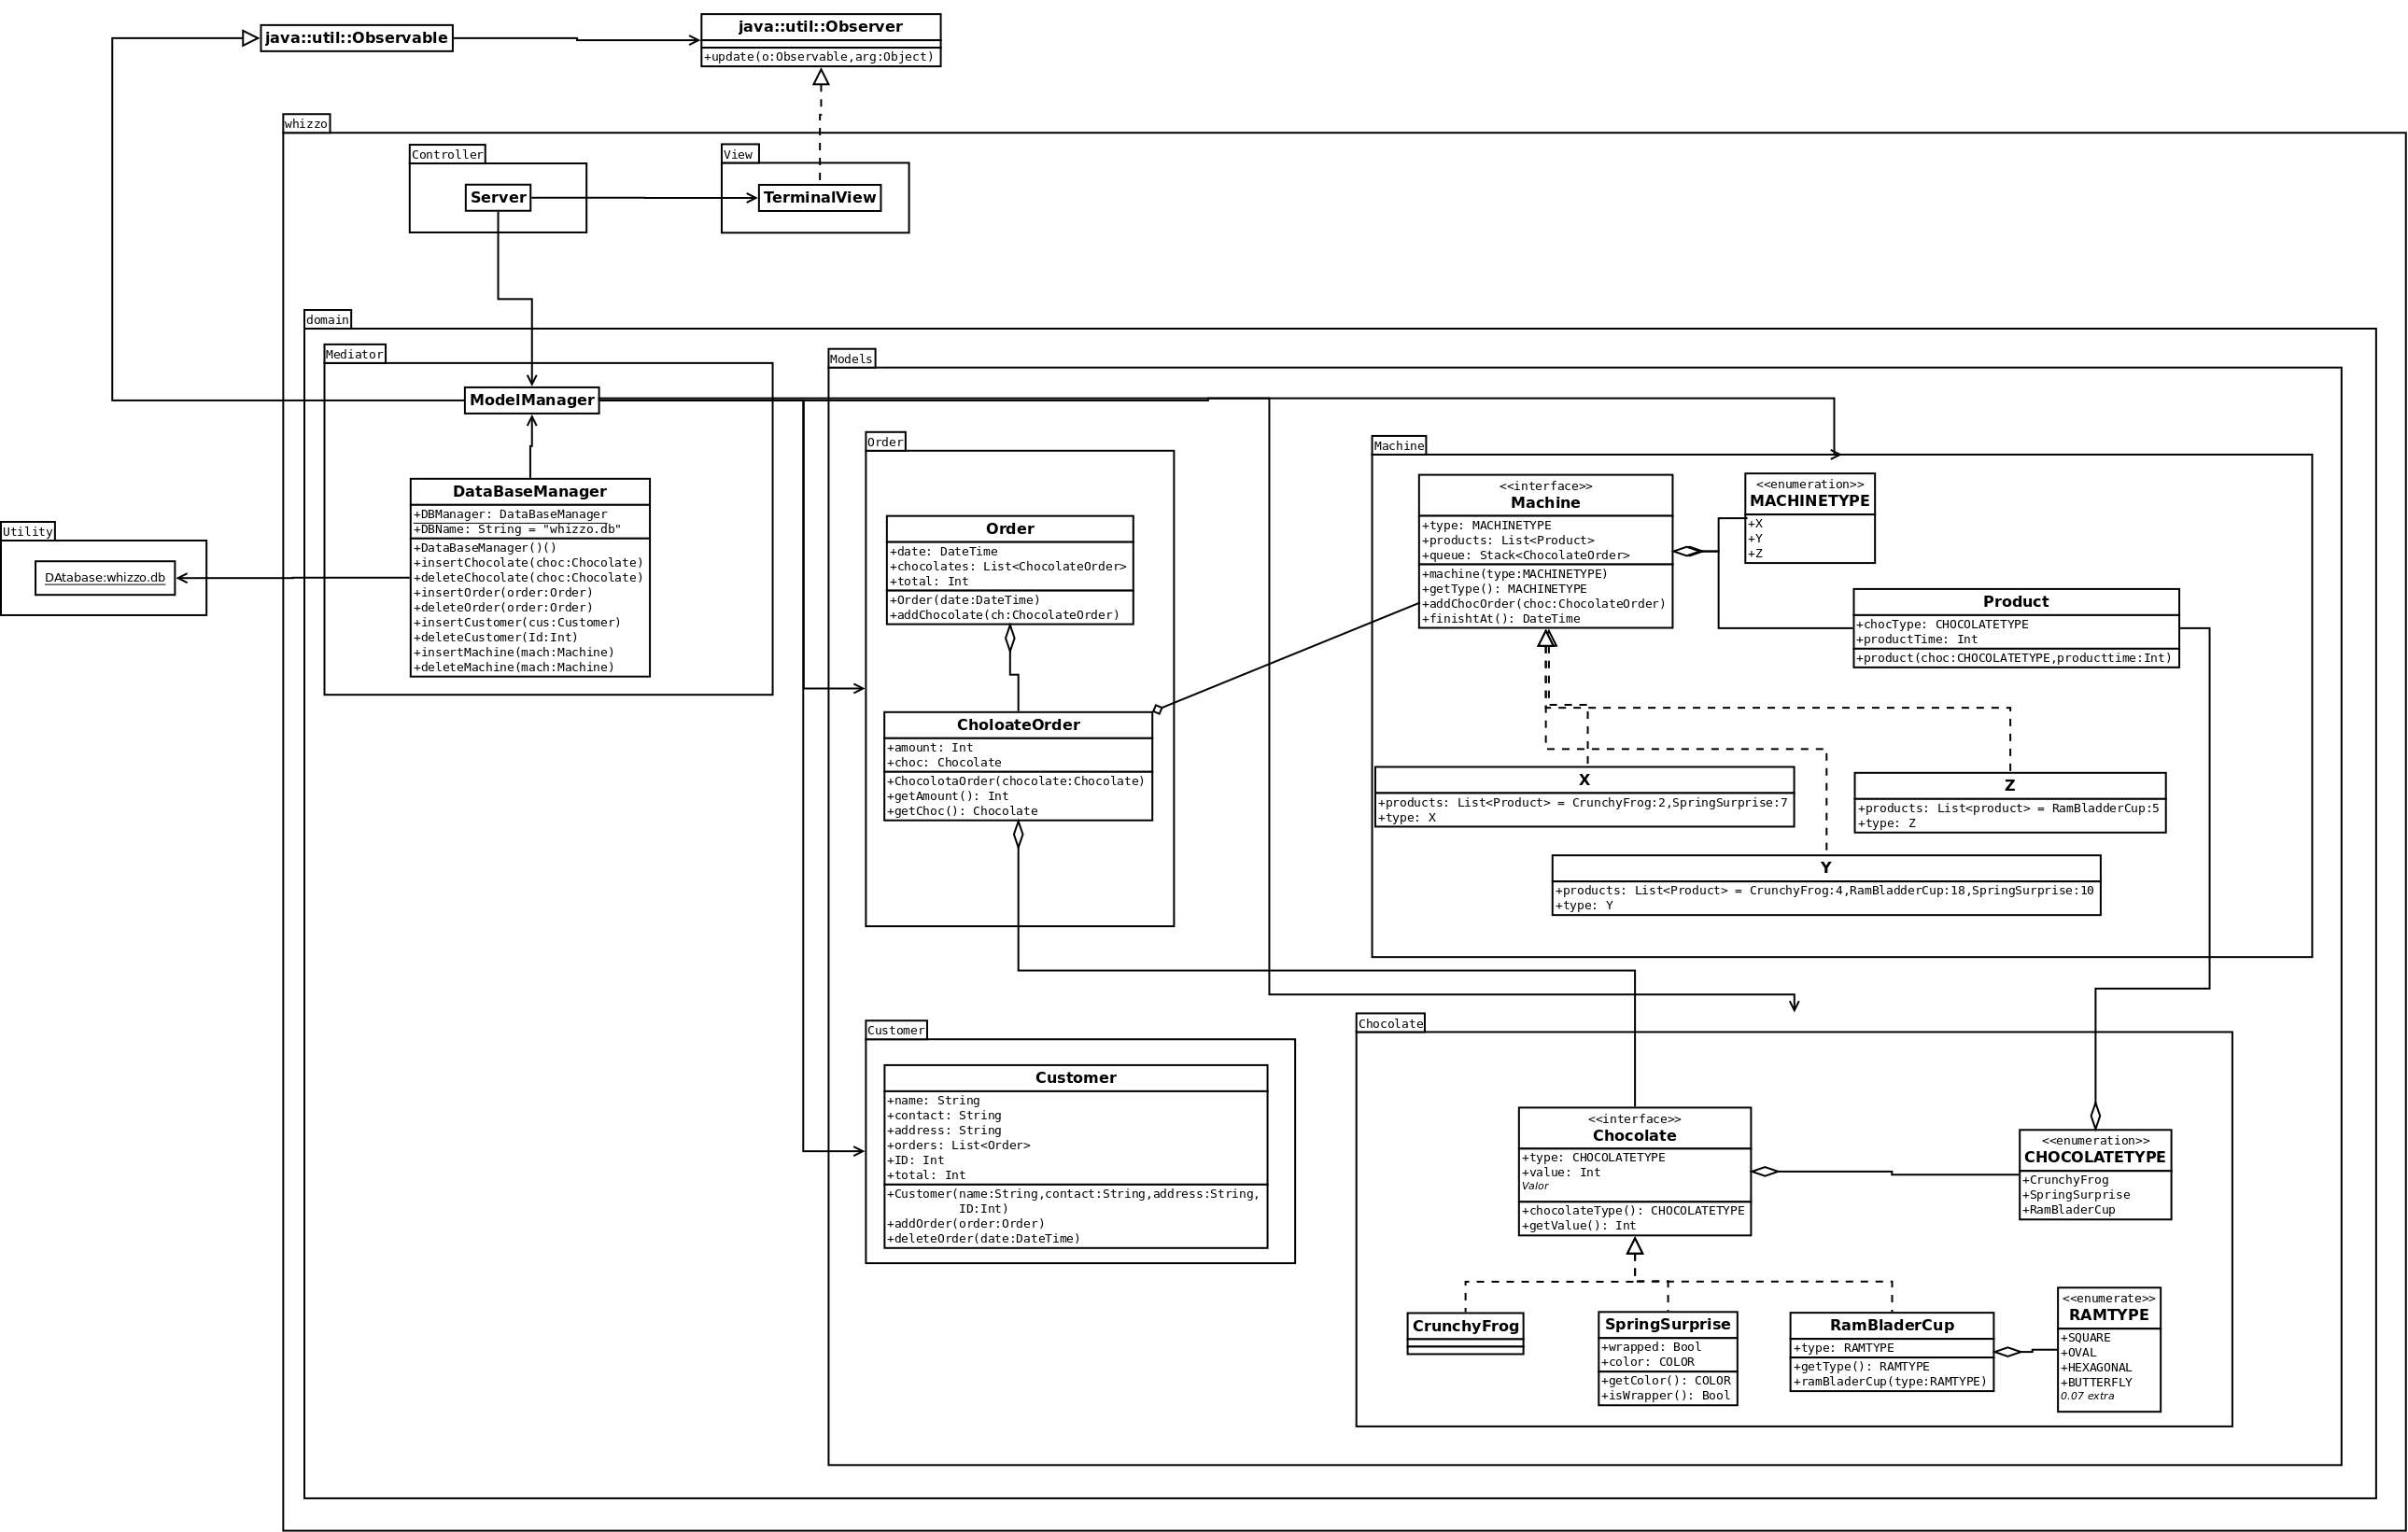 java::util::Observable
java::util::Observer
+update(o:Observable,arg:Object)
whizzo
Controller
Server
View
TerminalView
domain
Mediator
ModelManager
DataBaseManager
+DBManager: DataBaseManager
+DBName: String = "whizzo.db"
+DataBaseManager()()
+insertChocolate(choc:Chocolate)
+deleteChocolate(choc:Chocolate)
+insertOrder(order:Order)
+deleteOrder(order:Order)
+insertCustomer(cus:Customer)
+deleteCustomer(Id:Int)
+insertMachine(mach:Machine)
+deleteMachine(mach:Machine)
Utility
DAtabase:whizzo.db
Models
Order
Order
+date: DateTime
+chocolates: List<ChocolateOrder>
+total: Int
+Order(date:DateTime)
+addChocolate(ch:ChocolateOrder)
CholoateOrder
+amount: Int
+choc: Chocolate
+ChocolotaOrder(chocolate:Chocolate)
+getAmount(): Int
+getChoc(): Chocolate
Machine
<<interface>>
Machine
+type: MACHINETYPE
+products: List<Product>
+queue: Stack<ChocolateOrder>
+machine(type:MACHINETYPE)
+getType(): MACHINETYPE
+addChocOrder(choc:ChocolateOrder)
+finishtAt(): DateTime
<<enumeration>>
MACHINETYPE
+X
+Y
+Z
Product
+chocType: CHOCOLATETYPE
+productTime: Int
+product(choc:CHOCOLATETYPE,producttime:Int)
X
+products: List<Product> = CrunchyFrog:2,SpringSurprise:7
+type: X
Z
+products: List<product> = RamBladderCup:5
+type: Z
Y
+products: List<Product> = CrunchyFrog:4,RamBladderCup:18,SpringSurprise:10
+type: Y
Customer
Customer
+name: String
+contact: String
+address: String
+orders: List<Order>
+ID: Int
+total: Int
+Customer(name:String,contact:String,address:String,
ID:Int)
+addOrder(order:Order)
+deleteOrder(date:DateTime)
Chocolate
<<interface>>
Chocolate
+type: CHOCOLATETYPE
+value: Int
Valor
+chocolateType(): CHOCOLATETYPE
+getValue(): Int
<<enumeration>>
CHOCOLATETYPE
+CrunchyFrog
+SpringSurprise
+RamBladerCup
CrunchyFrog
SpringSurprise
+wrapped: Bool
+color: COLOR
+getColor(): COLOR
+isWrapper(): Bool
RamBladerCup
+type: RAMTYPE
+getType(): RAMTYPE
+ramBladerCup(type:RAMTYPE)
<<enumerate>>
RAMTYPE
+SQUARE
+OVAL
+HEXAGONAL
+BUTTERFLY
0.07 extra